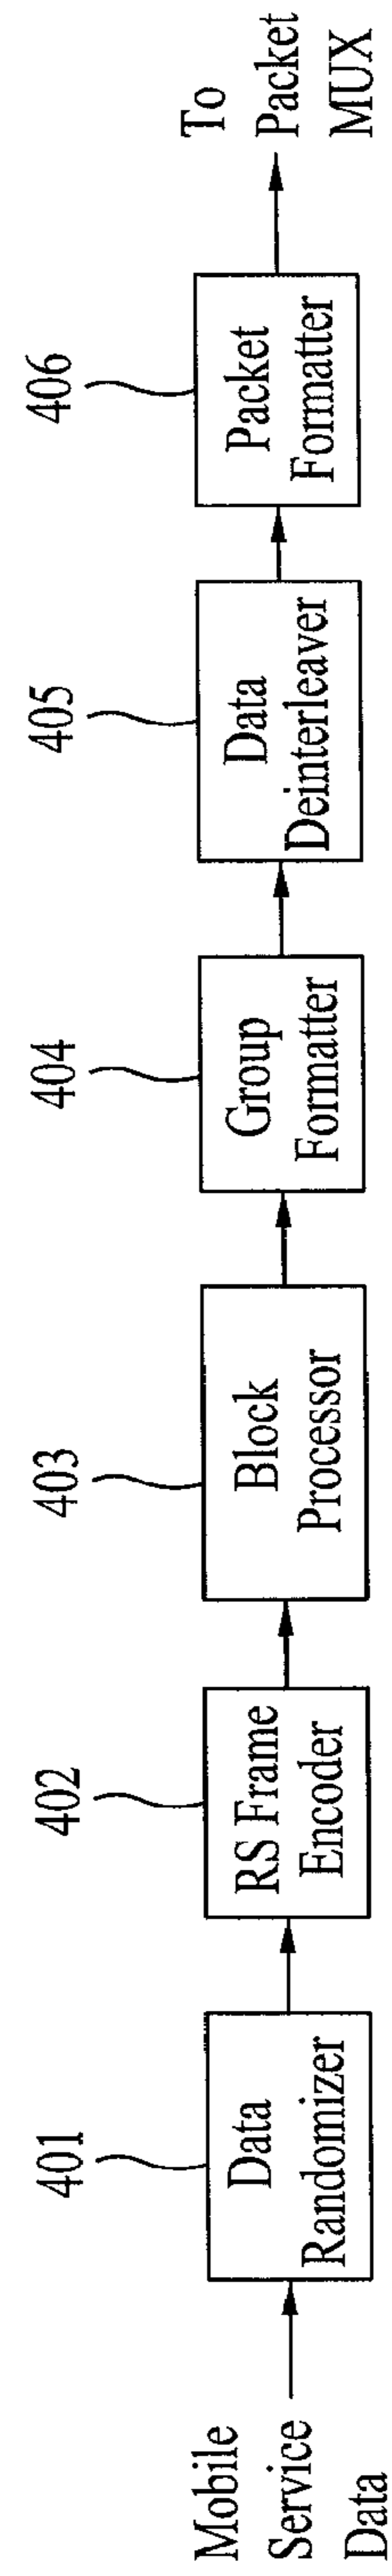 Mobile
Service
Data
401
Data
Randomizer
402
RS Frame
Encoder
403
Block
Processor
404
Group
Formatter
405
Data
Deinterleaver
406
Packet
Formatter
To
Packet
MUX